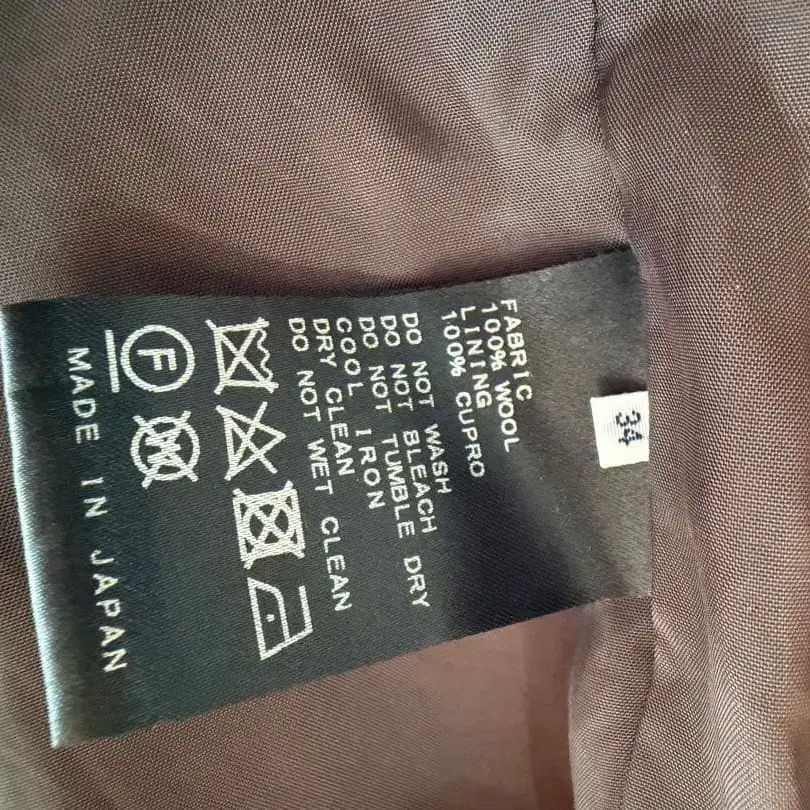 34
FABRIC
100% WOOL
LINING
100% CUPRO
DO NOT WASH
DO NOT BLEACH
DO NOT TUMBLE DRY
COOL IRON
DRY CLEAN
DO NOT WET CLEAN
F
W
MADE IN JAPAN